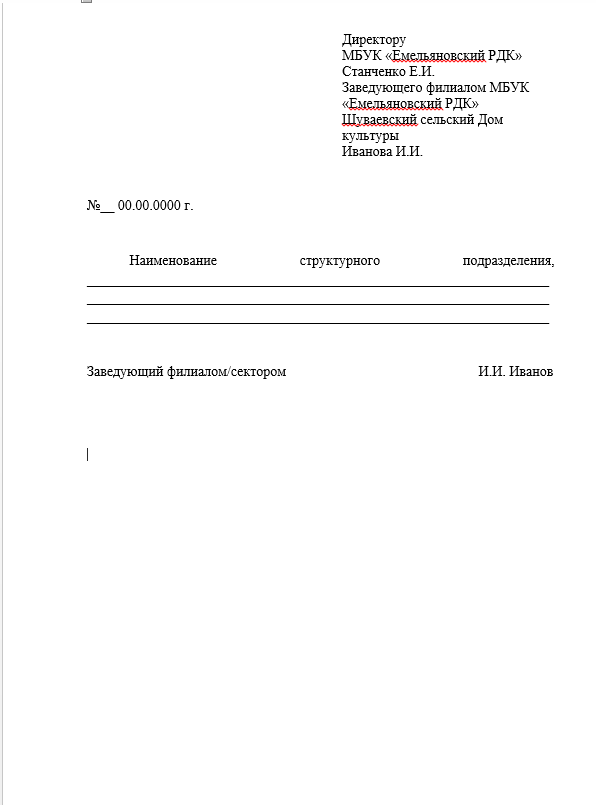 Директору
МБУК «Емельяновский РДК»
Станченко Е.И.
Заведующего филиалом МБУК
«Емельяновский РДК»
Шуваевский сельский Дом
культуры
Иванова И.И.
№__ 00.00.0000 г.
Наименование структурного подразделения,
Заведующий филиалом/сектором И.И. Иванов